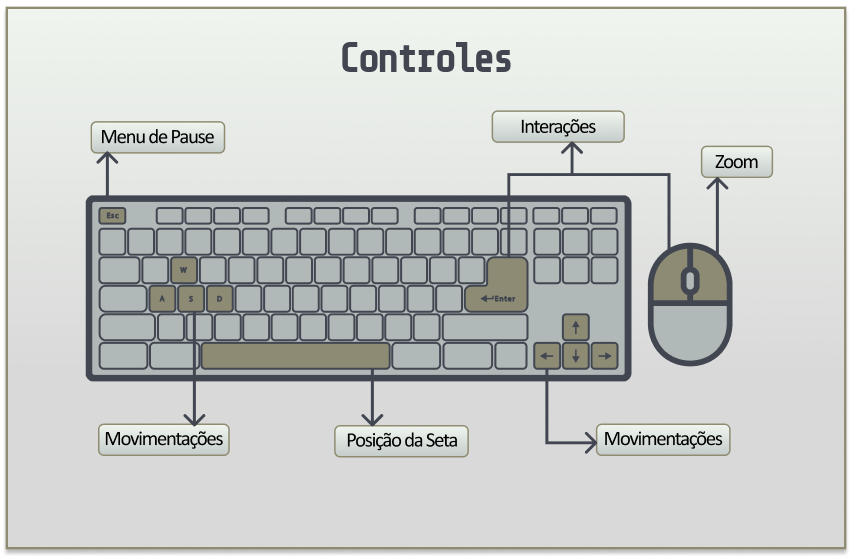 Controles
Menu de Pause
Interações
Zoom
Esc
W
A S D
Enter
Movimentações
Posição da Seta
Movimentações